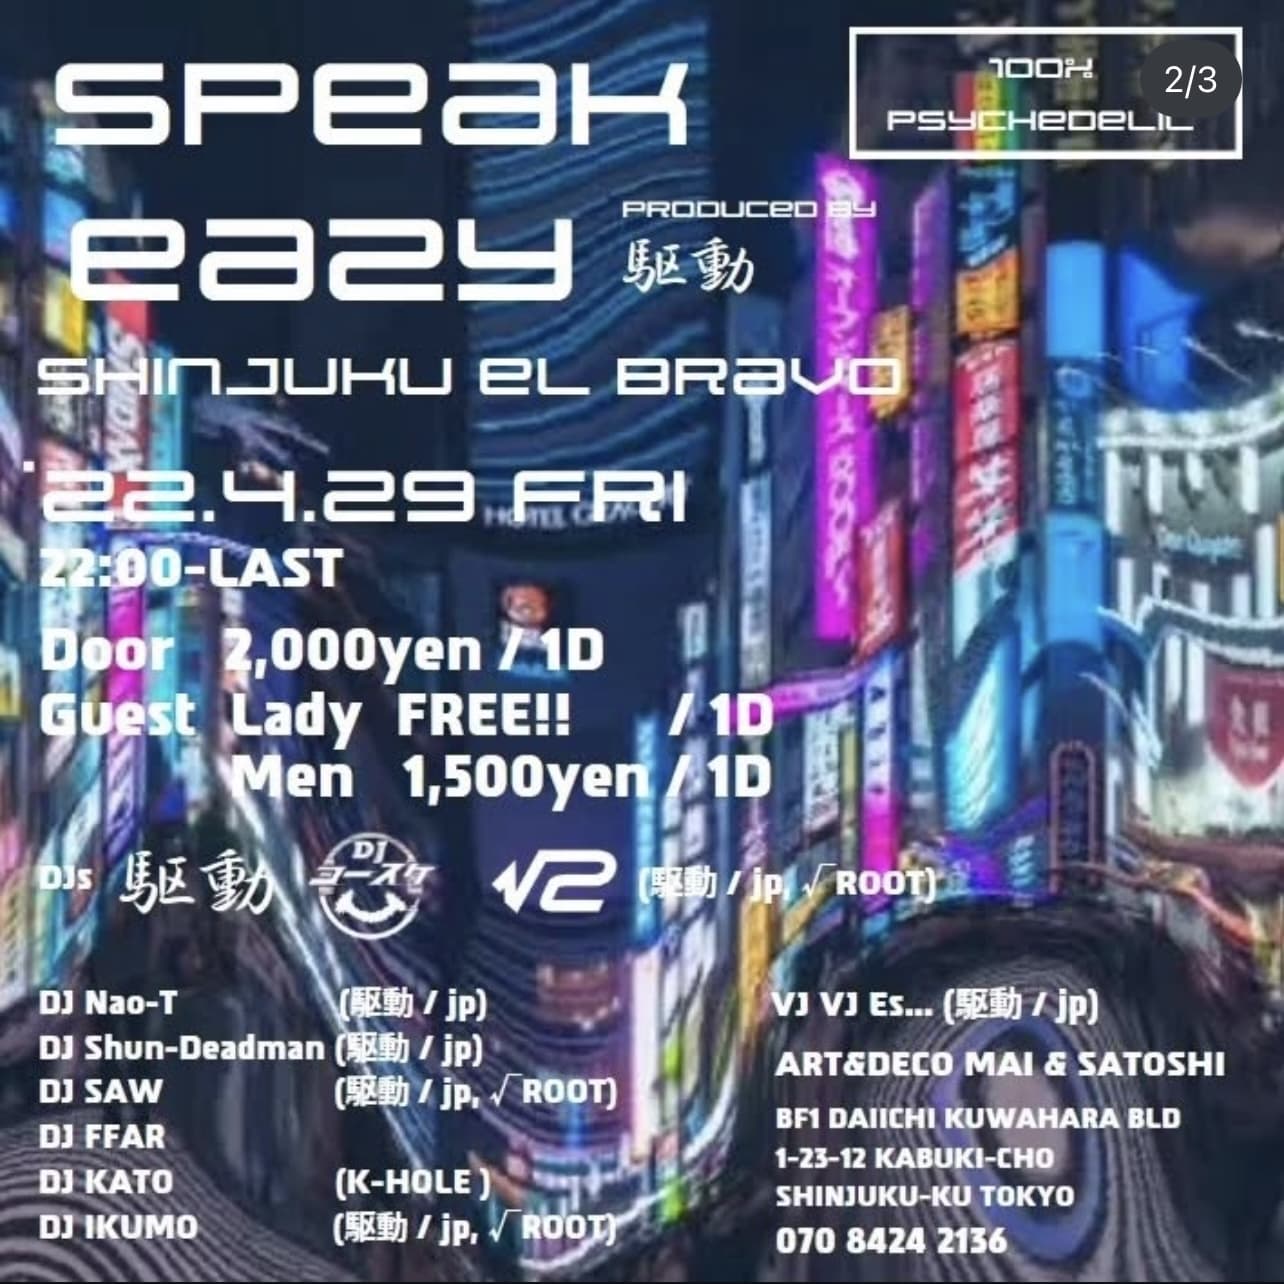 SPEAK
EAZY
PRODUCED BY
駆動
100%
PSYCHEDELIC
2/3
SHINJUKU EL BRAVO
22.4.29 FRI
22:00-LAST
Door 2,000yen / 1D
Guest Lady FREE!! / 1D
Men 1,500yen / 1D
DJs 駆動 DJ ヨースケ √2 (駆動 / jp, √ROOT)
DJ Nao-T (駆動 / jp)
DJ Shun-Deadman (駆動 / jp)
DJ SAW (駆動 / jp, √ROOT)
DJ FFAR
DJ KATO (K-HOLE )
DJ IKUMO (駆動 / jp, √ROOT)
VJ VJ Es... (駆動 / jp)
ART&DECO MAI & SATOSHI
BF1 DAIICHI KUWAHARA BLD
1-23-12 KABUKI-CHO
SHINJUKU-KU TOKYO
070 8424 2136